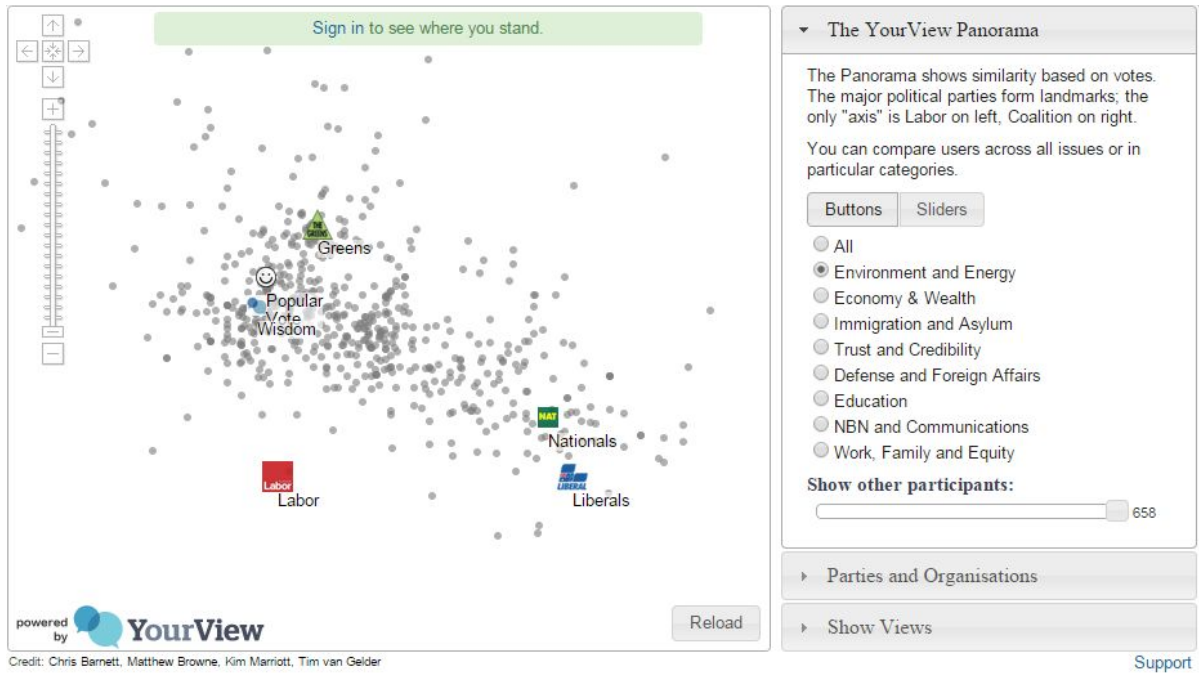 Sign in to see where you stand.
THE
GREENS
Greens
Popular
Vote
Wisdom
NAT
Nationals
Labor
Labor
LIBERAL
Liberals
powered
by
YourView
Reload
Credit: Chris Barnett, Matthew Browne, Kim Marriott, Tim van Gelder
The YourView Panorama
The Panorama shows similarity based on votes.
The major political parties form landmarks; the
only "axis" is Labor on left, Coalition on right.
You can compare users across all issues or in
particular categories.
Buttons
Sliders
All
Environment and Energy
Economy & Wealth
Immigration and Asylum
Trust and Credibility
Defense and Foreign Affairs
Education
NBN and Communications
Work, Family and Equity
Show other participants:
658
Parties and Organisations
Show Views
Support